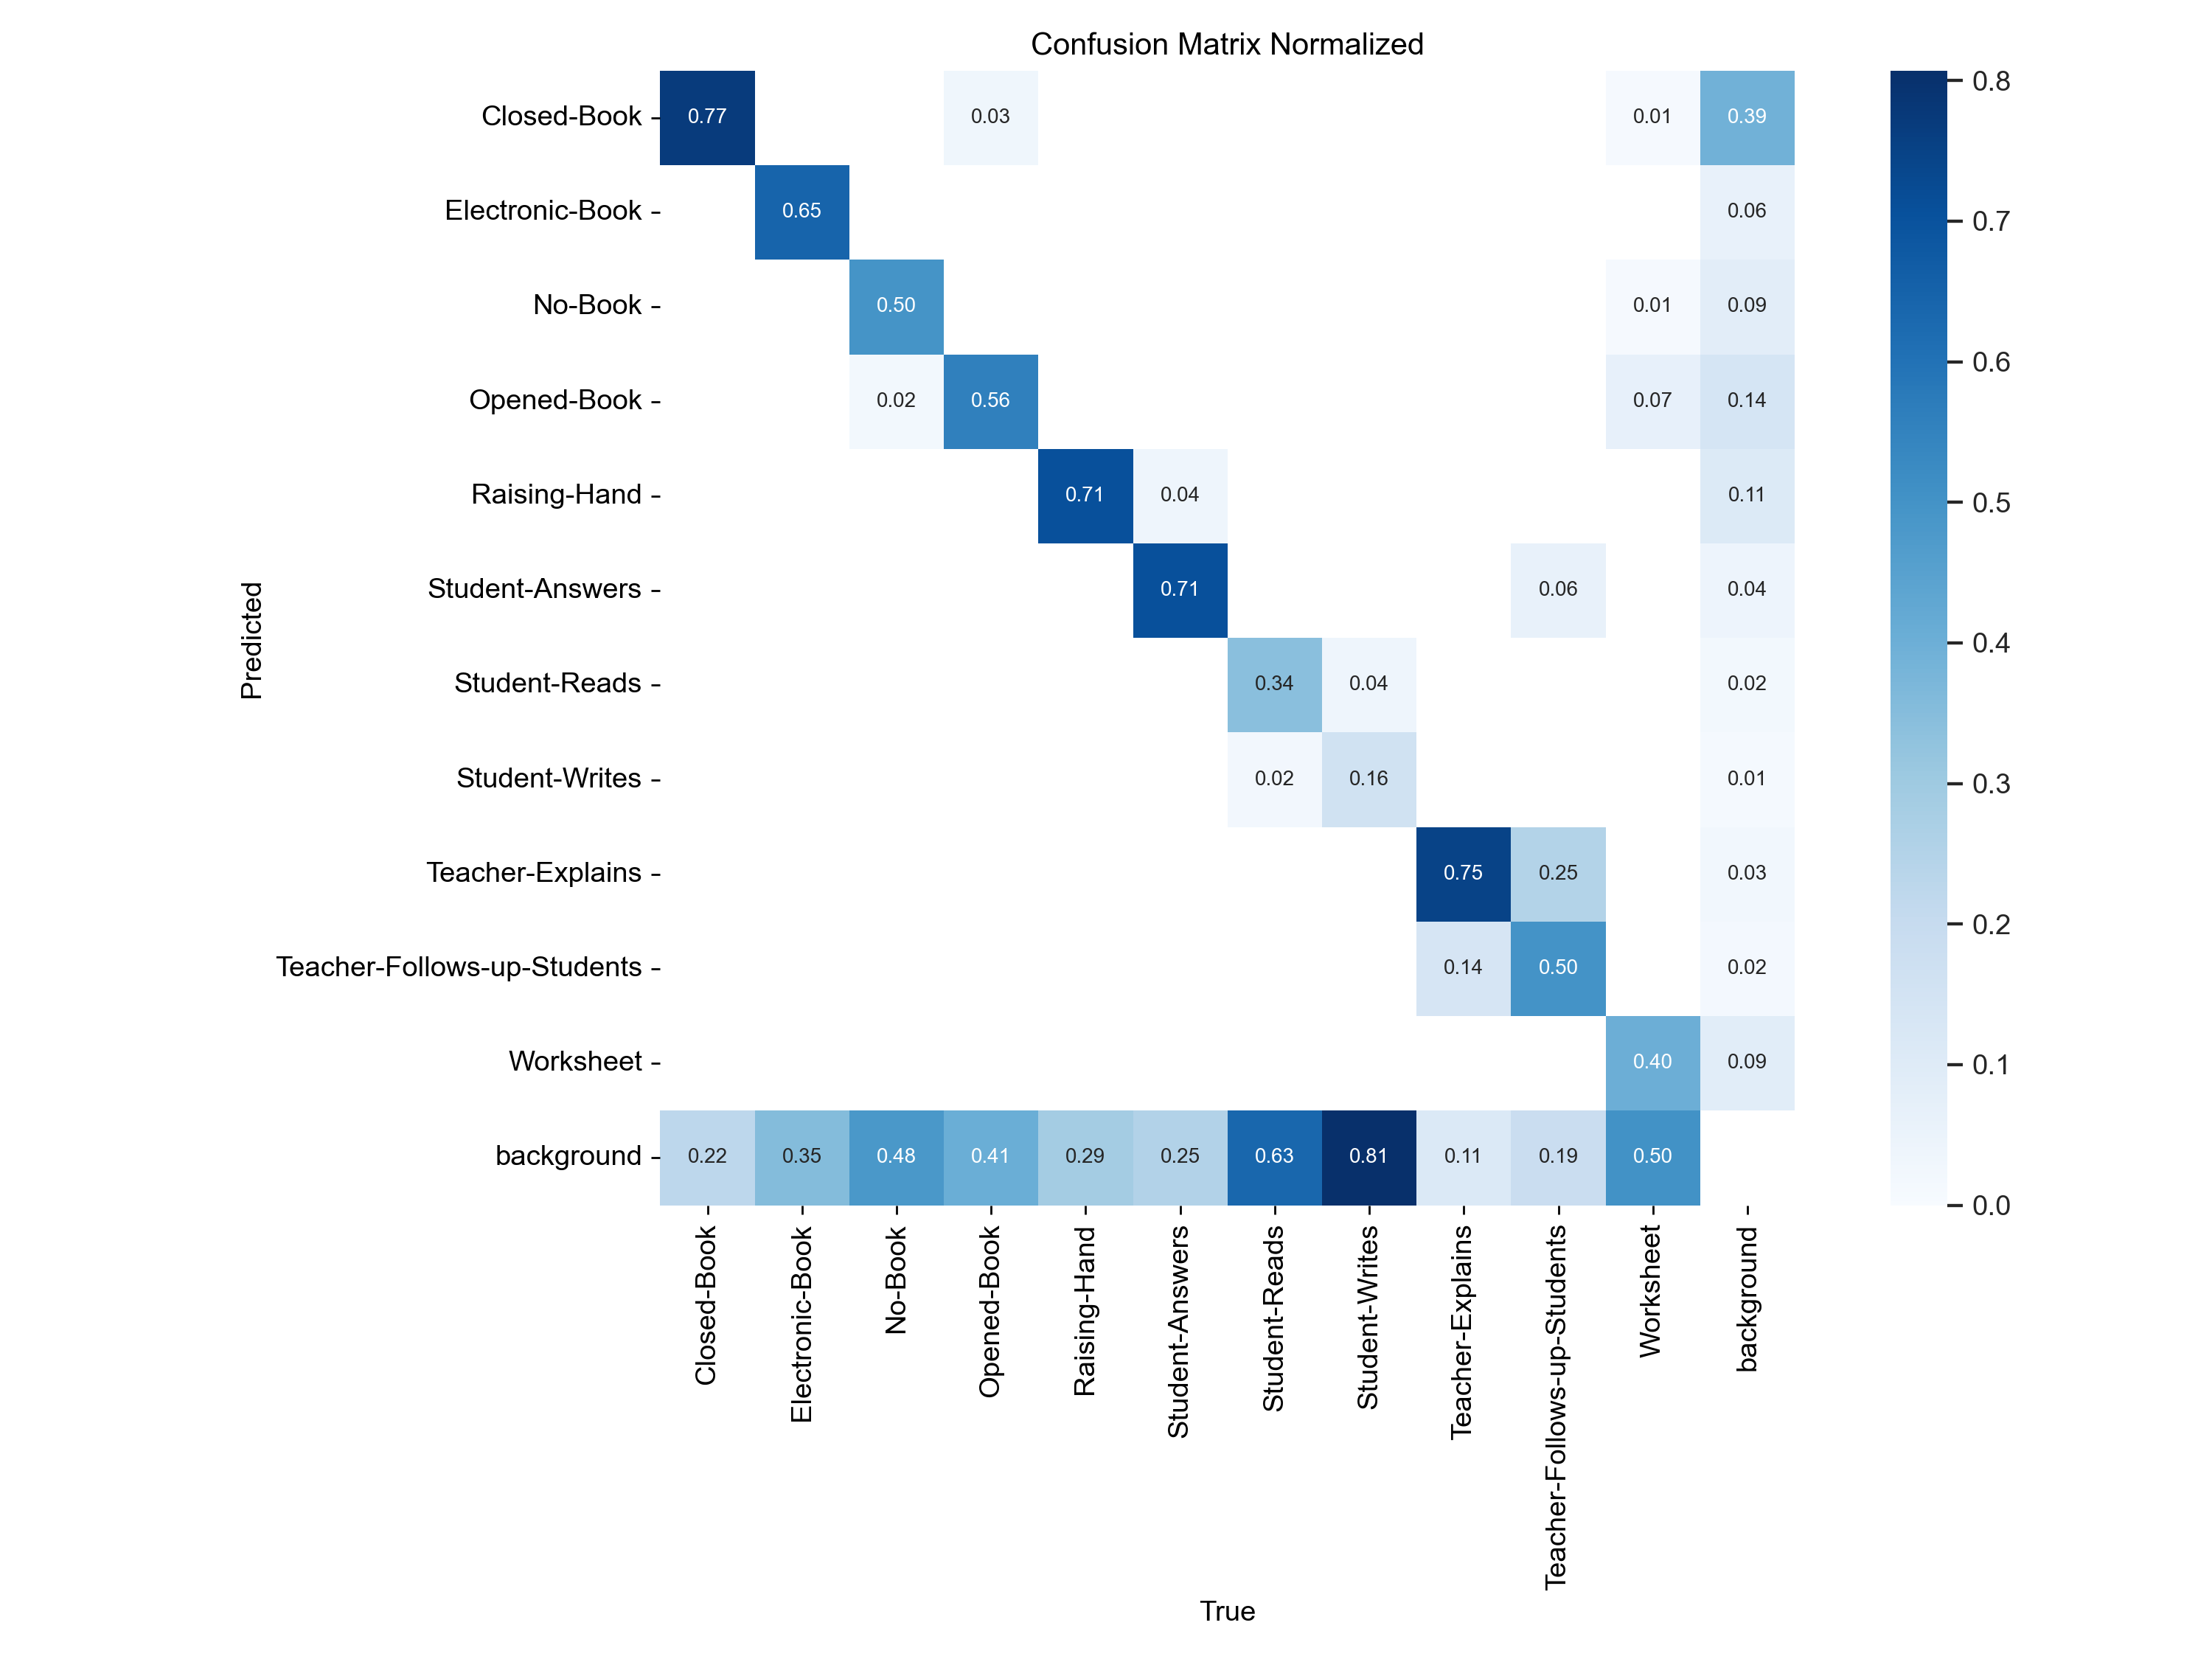 Confusion Matrix Normalized
Closed-Book 0.77 0.03 0.01 0.39
Electronic-Book 0.65 0.06
No-Book 0.50 0.01 0.09
Opened-Book 0.02 0.56 0.07 0.14
Raising-Hand 0.71 0.04 0.11
Student-Answers 0.71 0.06 0.04
Student-Reads 0.34 0.04 0.02
Student-Writes 0.02 0.16 0.01
Teacher-Explains 0.75 0.25 0.03
Teacher-Follows-up-Students 0.14 0.50 0.02
Worksheet 0.40 0.09
background 0.22 0.35 0.48 0.41 0.29 0.25 0.63 0.81 0.11 0.19 0.50
Predicted
Closed-Book
Electronic-Book
No-Book
Opened-Book
Raising-Hand
Student-Answers
Student-Reads
Student-Writes
Teacher-Explains
Teacher-Follows-up-Students
Worksheet
background
True
0.8
0.7
0.6
0.5
0.4
0.3
0.2
0.1
0.0